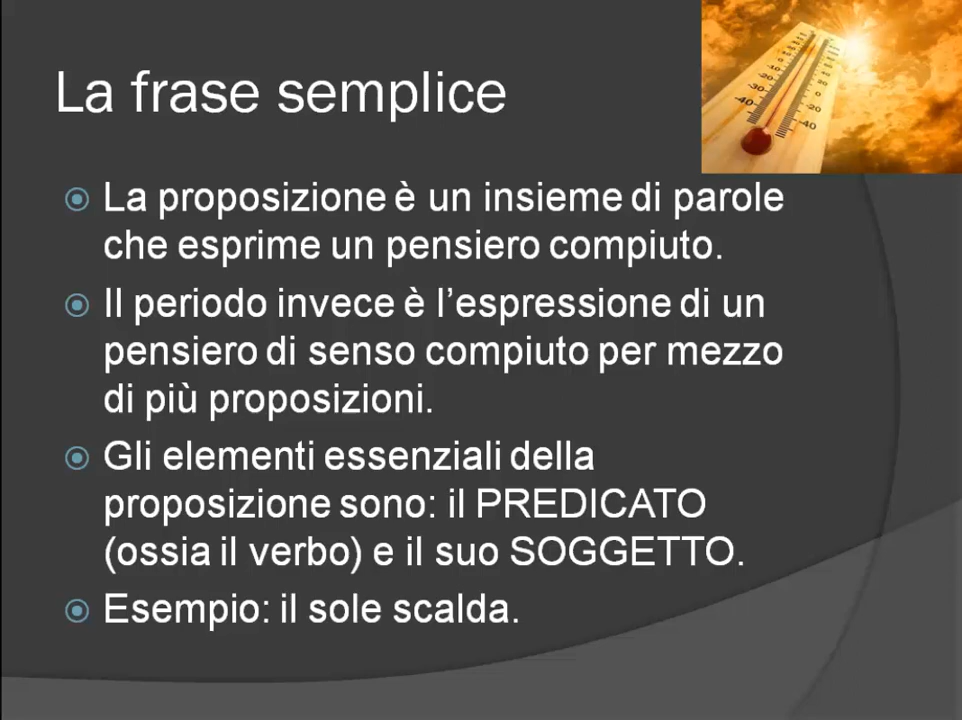 La frase semplice
La proposizione è un insieme di parole
che esprime un pensiero compiuto.
Il periodo invece è l’espressione di un
pensiero di senso compiuto per mezzo
di più proposizioni.
Gli elementi essenziali della
proposizione sono: il PREDICATO
(ossia il verbo) e il suo SOGGETTO.
Esempio: il sole scalda.